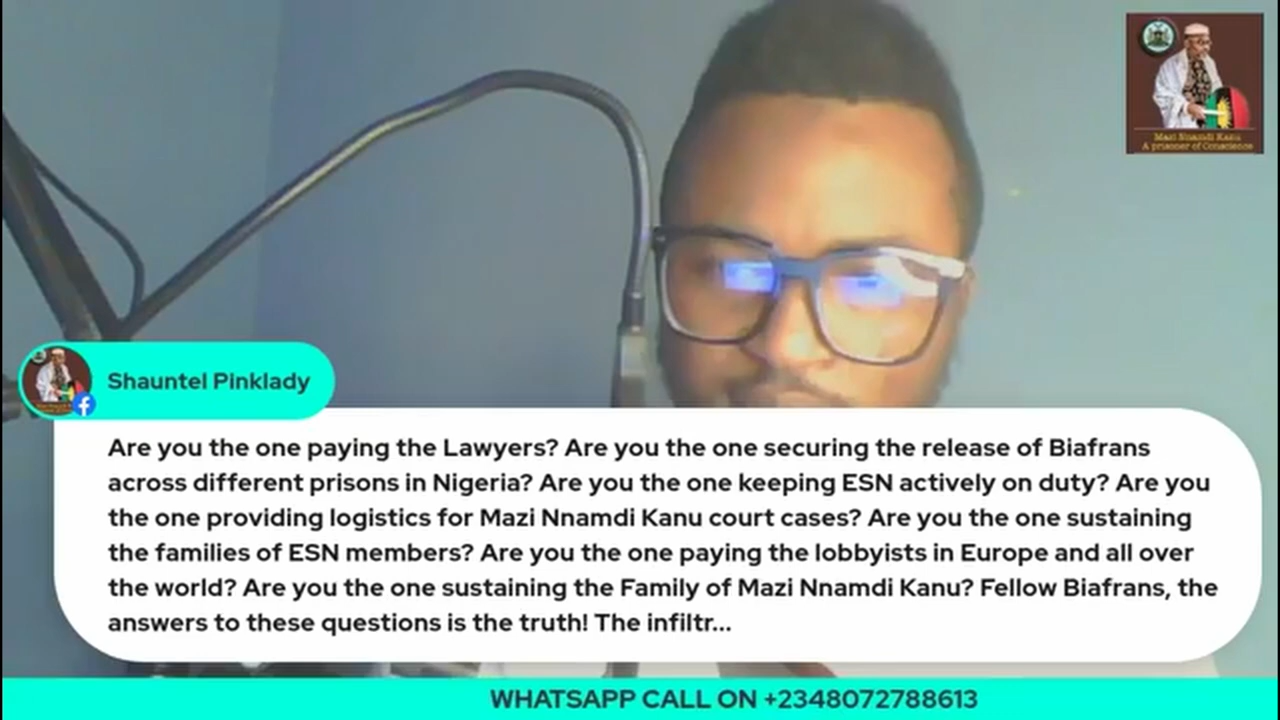 Mazi Nnamdi Kanu
A prisoner of Conscience
Shauntel Pinklady
Are you the one paying the Lawyers? Are you the one securing the release of Biafrans
across different prisons in Nigeria? Are you the one keeping ESN actively on duty? Are you
the one providing logistics for Mazi Nnamdi Kanu court cases? Are you the one sustaining
the families of ESN members? Are you the one paying the lobbyists in Europe and all over
the world? Are you the one sustaining the Family of Mazi Nnamdi Kanu? Fellow Biafrans, the
answers to these questions is the truth! The infiltr...
WHATSAPP CALL ON +2348072788613